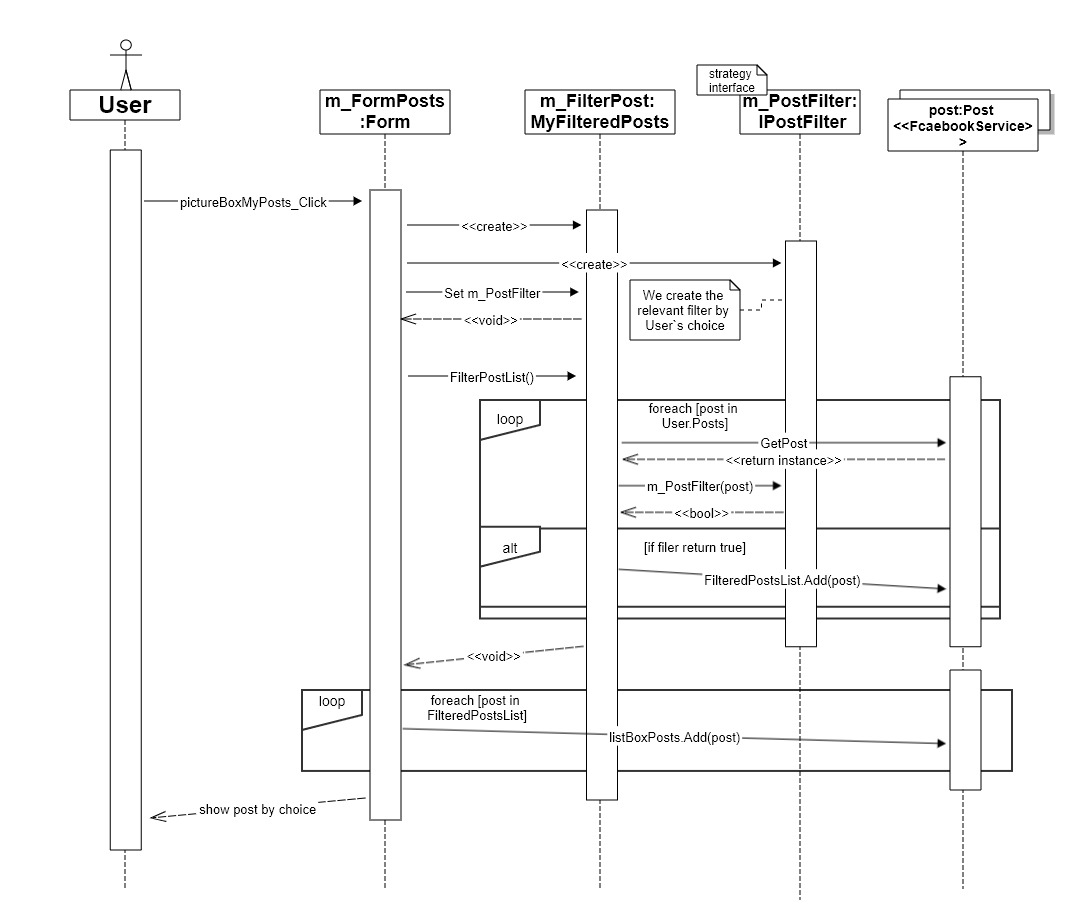 strategy
interface
User
m_FormPosts
:Form
m_FilterPost:
MyFilteredPosts
m_PostFilter:
IPostFilter
post:Post
<<FcaebookService>
>
pictureBoxMyPosts_Click
<<create>>
<<create>>
Set m_PostFilter
<<void>>
We create the
relevant filter by
User`s choice
FilterPostList()
loop
foreach [post in
User.Posts]
GetPost
<<return instance>>
m_PostFilter(post)
<<bool>>
alt
[if filer return true]
FilteredPostsList.Add(post)
<<void>>
loop
foreach [post in
FilteredPostsList]
listBoxPosts.Add(post)
show post by choice